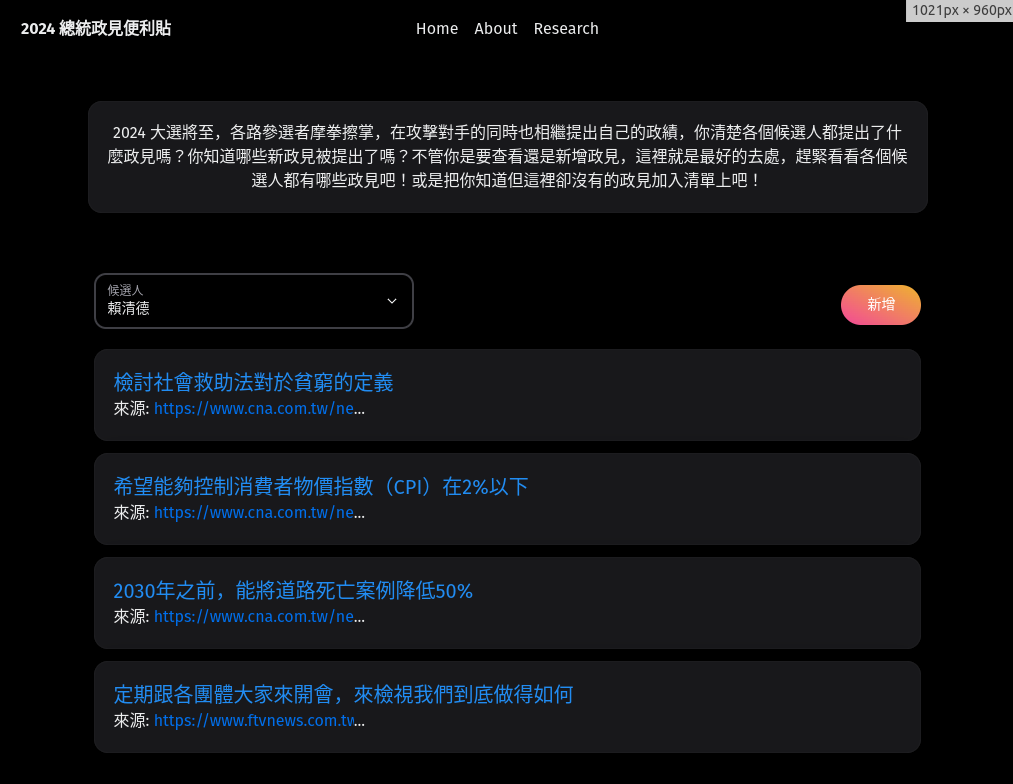 1021px × 960px
2024 總統政見便利貼
Home About Research
2024 大選將至，各路參選者摩拳擦掌，在攻擊對手的同時也相繼提出自己的政績，你清楚各個候選人都提出了什
麼政見嗎？你知道哪些新政見被提出了嗎？不管你是要查看還是新增政見，這裡就是最好的去處，趕緊看看各個候
選人都有哪些政見吧！或是把你知道但這裡卻沒有的政見加入清單上吧！
候選人
賴清德
新增
檢討社會救助法對於貧窮的定義
來源: https://www.cna.com.tw/ne...
希望能夠控制消費者物價指數（CPI）在2%以下
來源: https://www.cna.com.tw/ne...
2030年之前，能將道路死亡案例降低50%
來源: https://www.cna.com.tw/ne...
定期跟各團體大家來開會，來檢視我們到底做得如何
來源: https://www.ftvnews.com.tw...